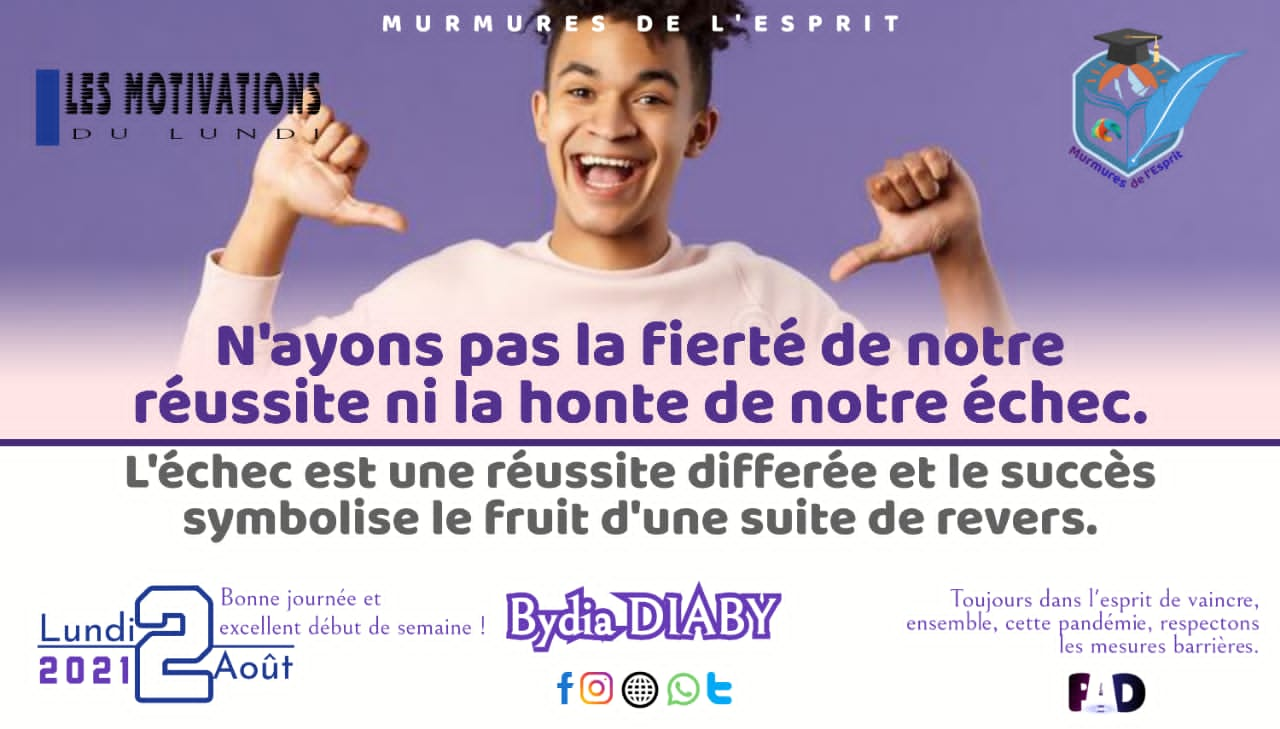 MURMURES DE L'ESPRIT
LES MOTIVATIONS
DU LUNDI
Murmures de l'Esprit
N'ayons pas la fierté de notre
réussite ni la honte de notre échec.
L'échec est une réussite differée et le succès
symbolise le fruit d'une suite de revers.
Lundi 2 Août
2021
Bonne journée et
excellent début de semaine !
Bydia DIABY
Toujours dans l'esprit de vaincre,
ensemble, cette pandémie, respectons
les mesures barrières.
PAD